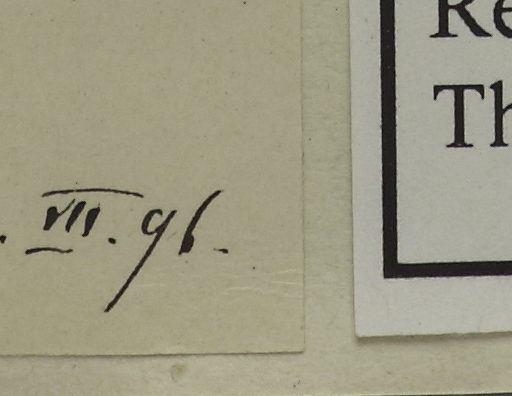 Re
Th
. VII. 96.